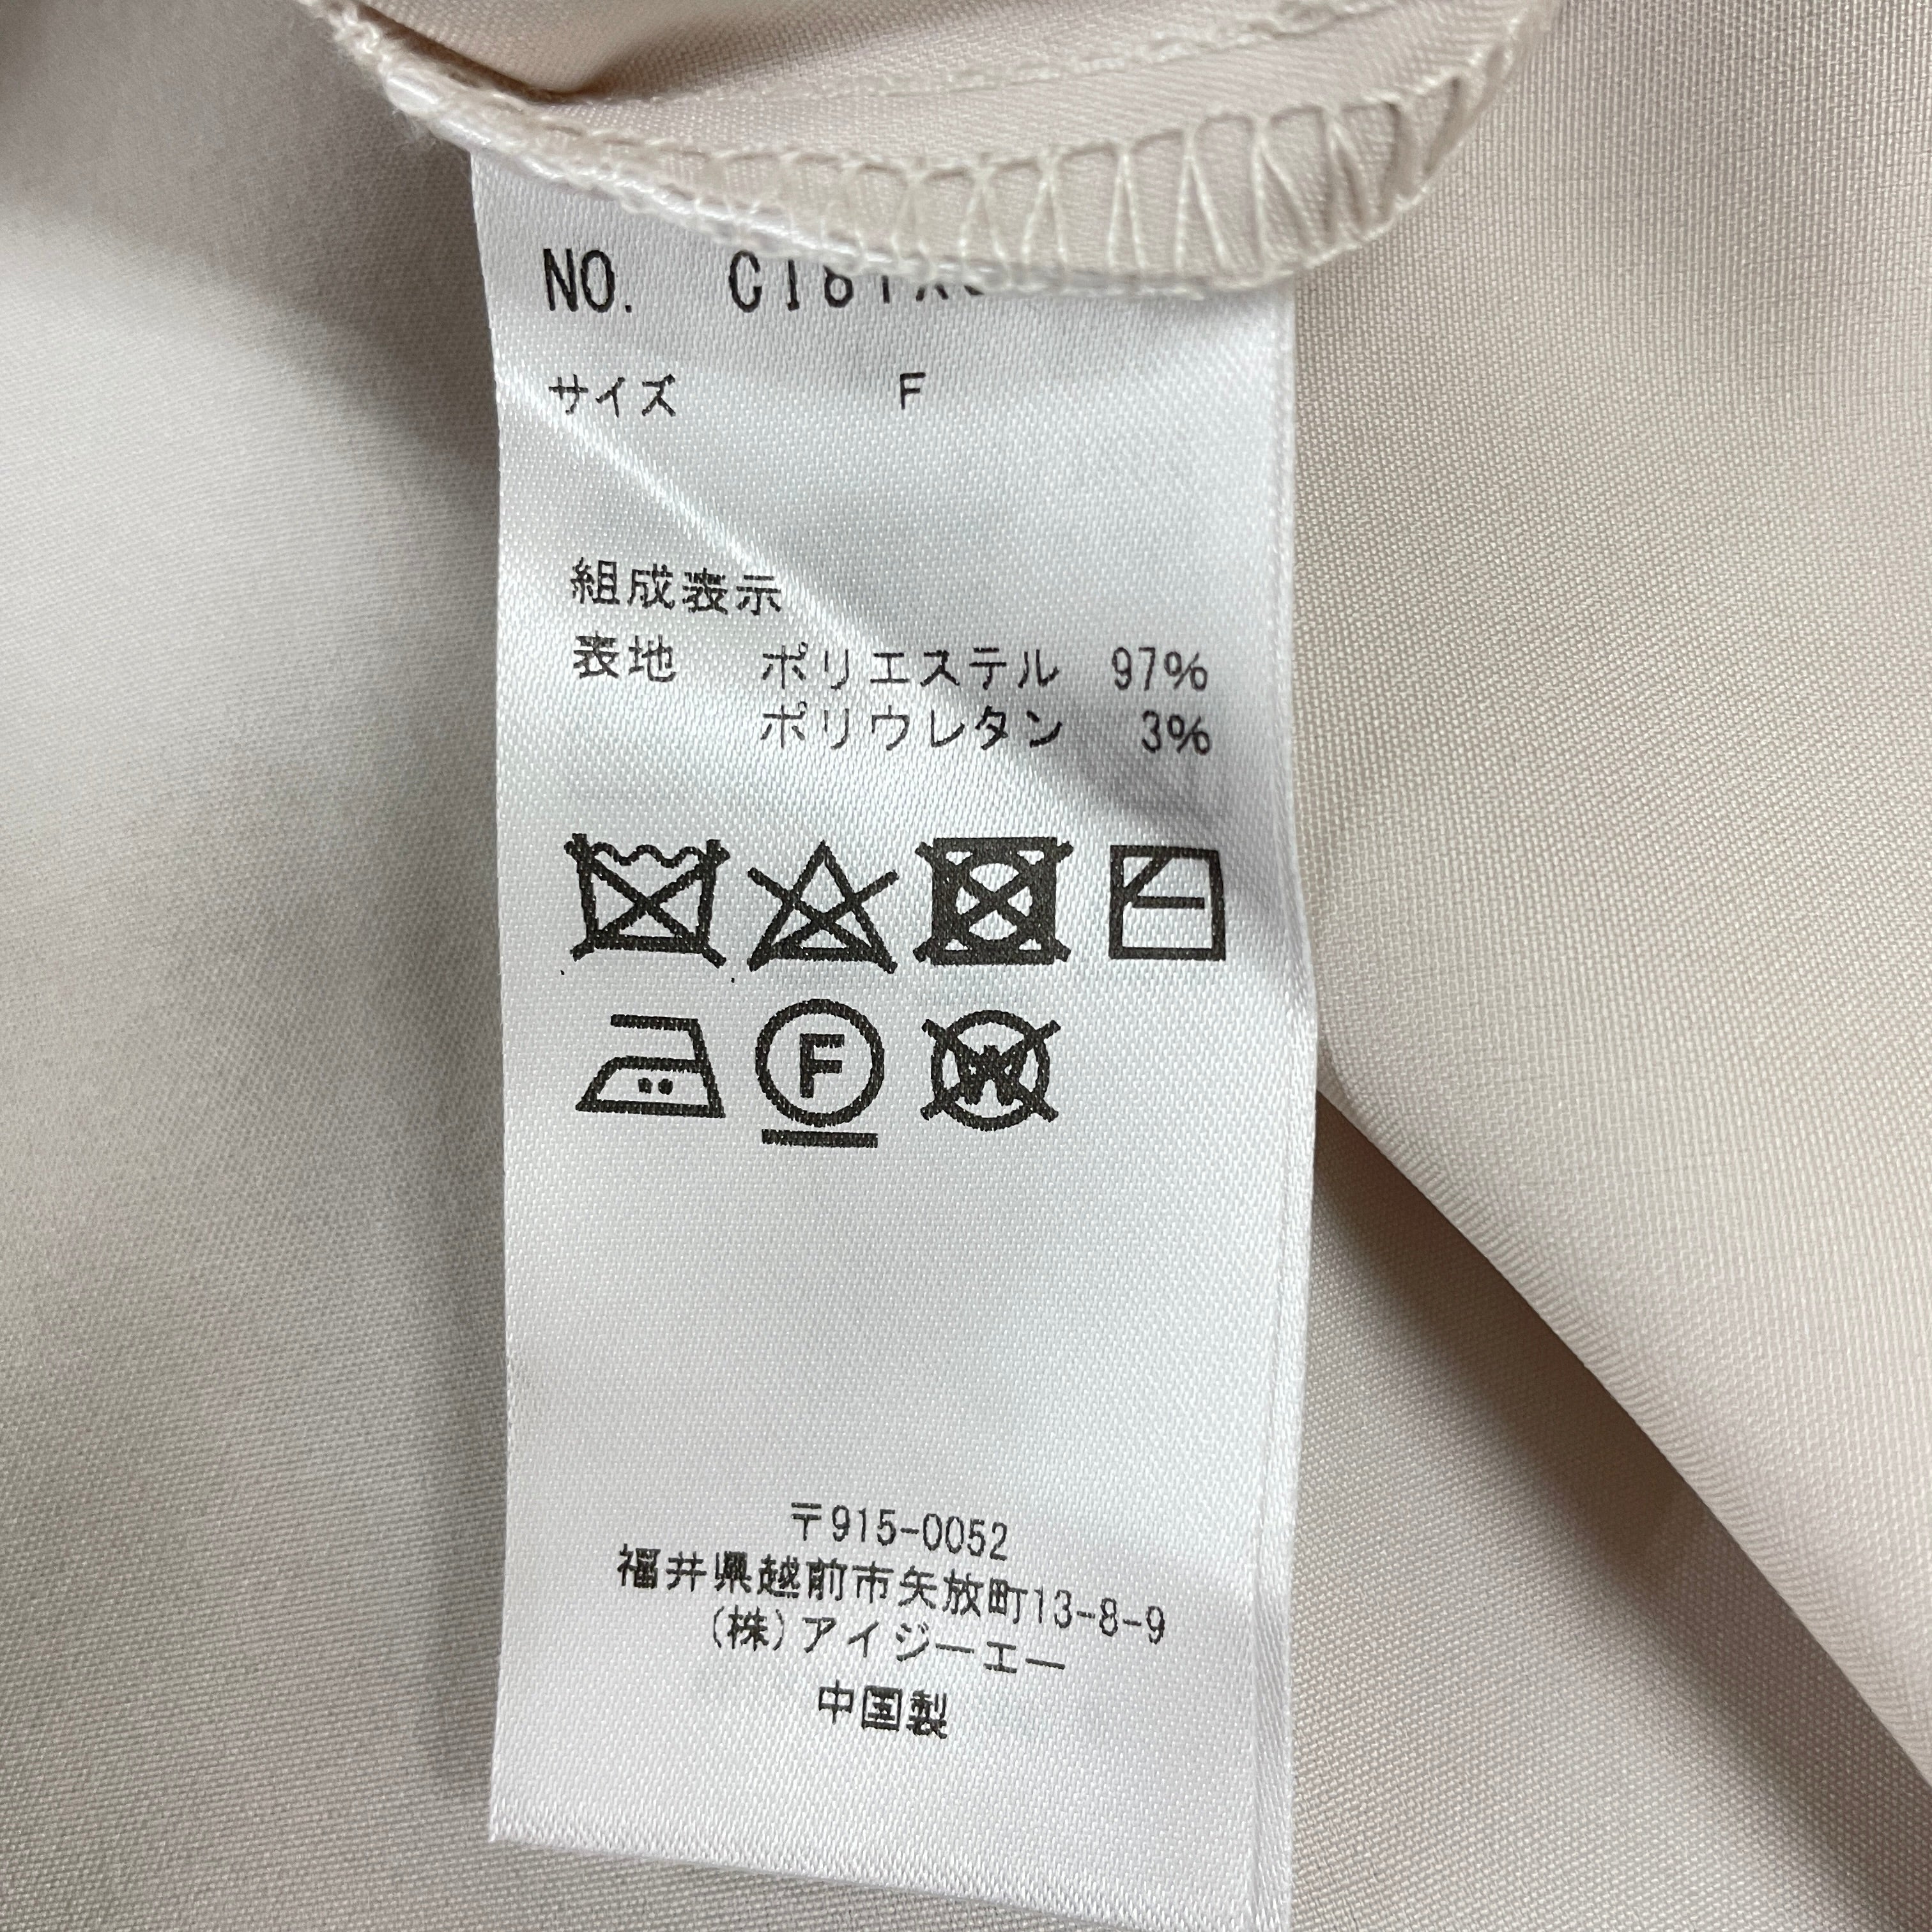 NO.
サイズ F
組成表示
表地 ポリエステル 97%
ポリウレタン 3%
F
W
〒915-0052
福井県越前市矢放町13-8-9
(株)アイジーエー
中国製